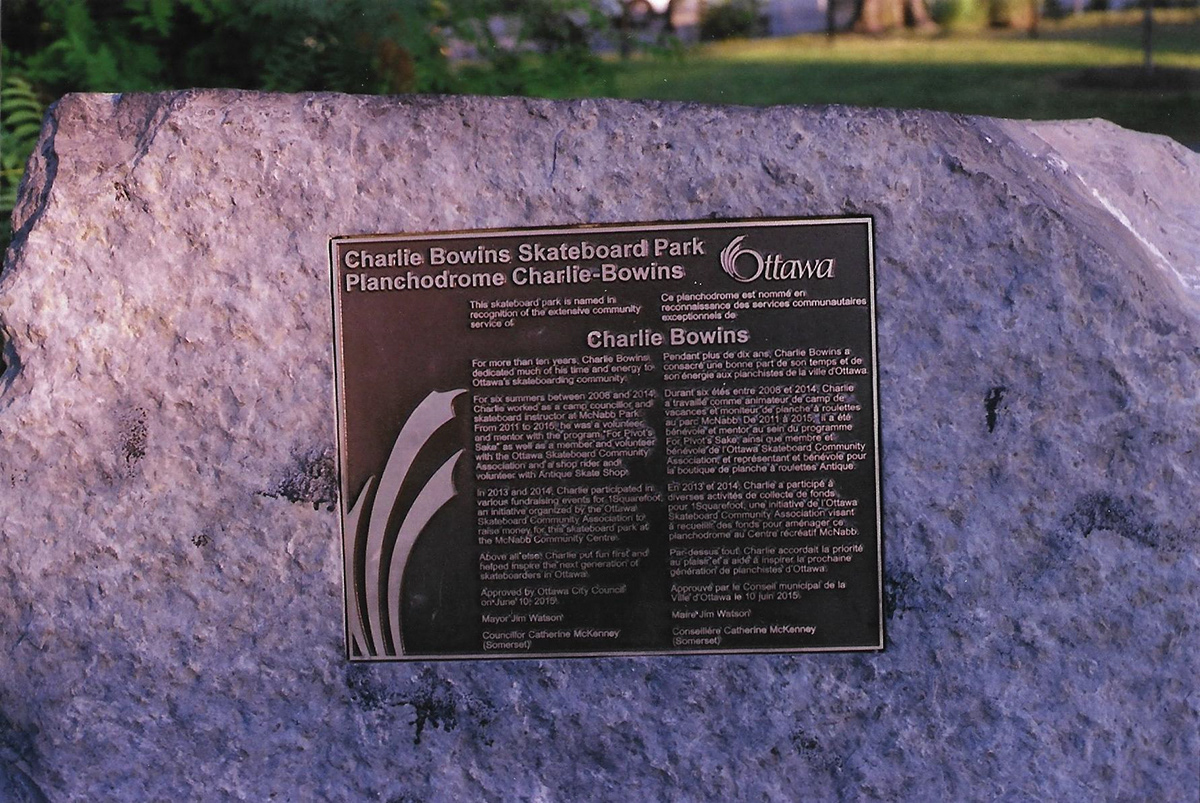 Charlie Bowins Skateboard Park
Planchodrome Charlie-Bowins
Ottawa
This skateboard park is named in
recognition of the extensive community
service of
Ce planchodrome est nommé en
reconnaissance des services communautaires
exceptionnels de
Charlie Bowins
For more than ten years, Charlie Bowins
dedicated much of his time and energy to
Ottawa's skateboarding community.
For six summers between 2008 and 2014,
Charlie worked as a camp councillor and
skateboard instructor at McNabb Park.
From 2011 to 2015, he was a volunteer
and mentor with the program "For Pivot's
Sake" as well as a member and volunteer
with the Ottawa Skateboard Community
Association and a shop rider and
volunteer with Antique Skate Shop.
In 2013 and 2014, Charlie participated in
various fundraising events for 1Squarefoot,
an initiative organized by the Ottawa
Skateboard Community Association to
raise money for this skateboard park at
the McNabb Community Centre.
Above all else, Charlie put fun first and
helped inspire the next generation of
skateboarders in Ottawa.
Approved by Ottawa City Council
on June 10, 2015.
Mayor Jim Watson
Councillor Catherine McKenney
(Somerset)
Pendant plus de dix ans, Charlie Bowins a
consacré une bonne part de son temps et de
son énergie aux planchistes de la ville d'Ottawa.
Durant six étés entre 2008 et 2014, Charlie
a travaillé comme animateur de camp de
vacances et moniteur de planche à roulettes
au parc McNabb. De 2011 à 2015, il a été
bénévole et mentor au sein du programme
For Pivot's Sake, ainsi que membre et
bénévole de l'Ottawa Skateboard Community
Association, et représentant et bénévole pour
la boutique de planche à roulettes Antique.
En 2013 et 2014, Charlie a participé à
diverses activités de collecte de fonds
pour 1Squarefoot, une initiative de l'Ottawa
Skateboard Community Association visant
à recueillir des fonds pour aménager ce
planchodrome au Centre récréatif McNabb.
Par-dessus tout, Charlie accordait la priorité
au plaisir et a aidé à inspirer la prochaine
génération de planchistes d'Ottawa.
Approuvé par le Conseil municipal de la
Ville d'Ottawa le 10 juin 2015.
Maire Jim Watson
Conseillère Catherine McKenney
(Somerset)